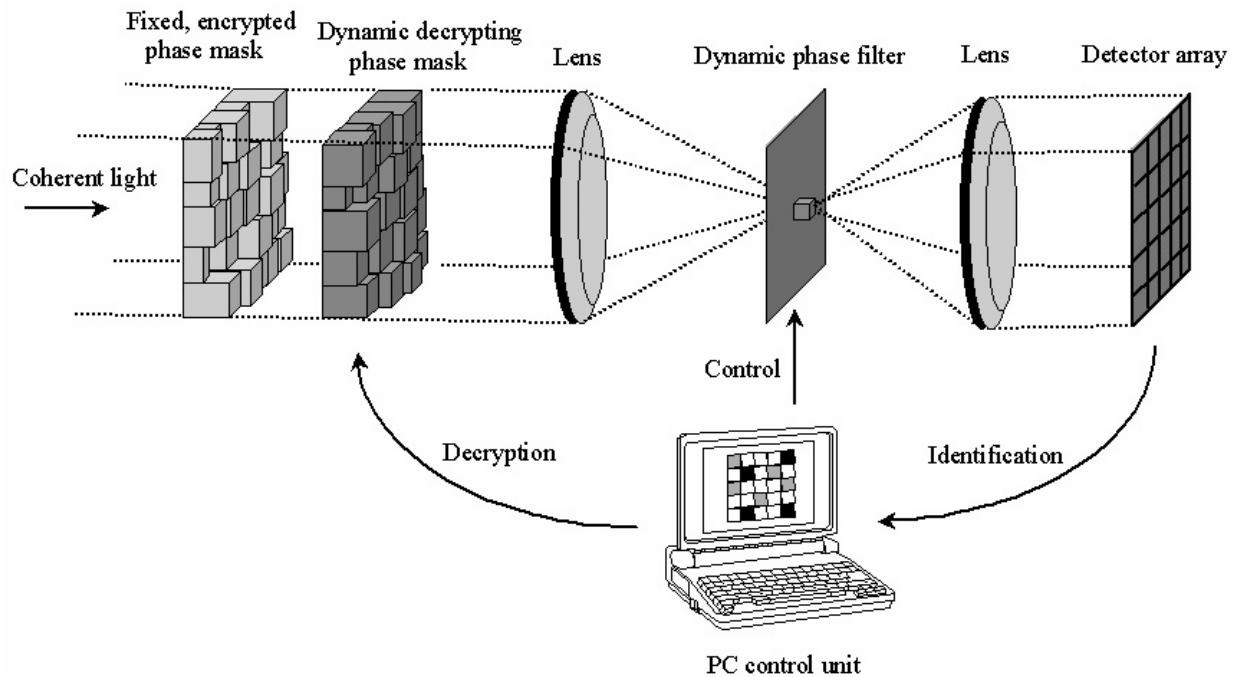 Fixed, encrypted
phase mask
Dynamic decrypting
phase mask
Lens
Dynamic phase filter
Lens
Detector array
Coherent light
Control
Decryption
Identification
PC control unit